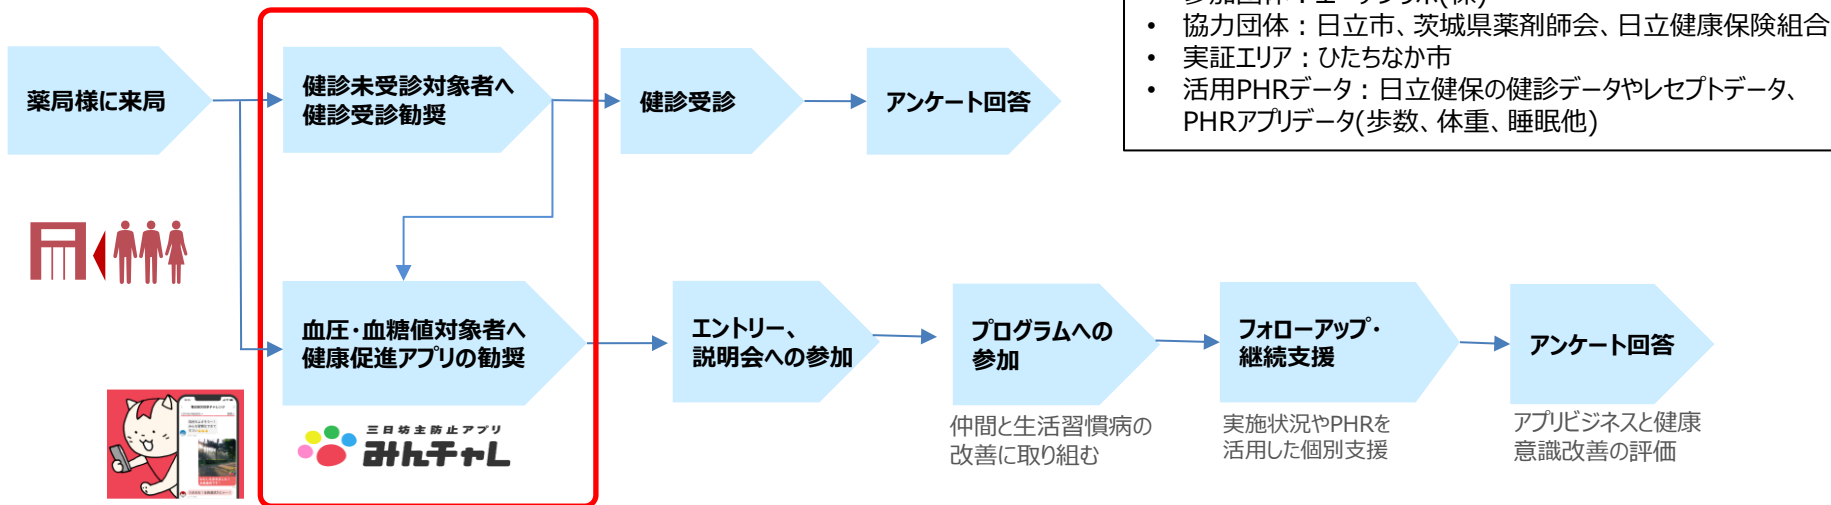 • 協力団体：日立市、茨城県薬剤師会、日立健康保険組合
• 実証エリア：ひたちなか市
• 活用PHRデータ：日立健保の健診データやレセプトデータ、
PHRアプリデータ(歩数、体重、睡眠他)
薬局様に来局
健診未受診対象者へ
健診受診勧奨
健診受診
アンケート回答
血圧・血糖値対象者へ
健康促進アプリの勧奨
三日坊主防止アプリ
みんチャレ
エントリー、
説明会への参加
プログラムへの
参加
仲間と生活習慣病の
改善に取り組む
フォローアップ・
継続支援
実施状況やPHRを
活用した個別支援
アンケート回答
アプリビジネスと健康
意識改善の評価